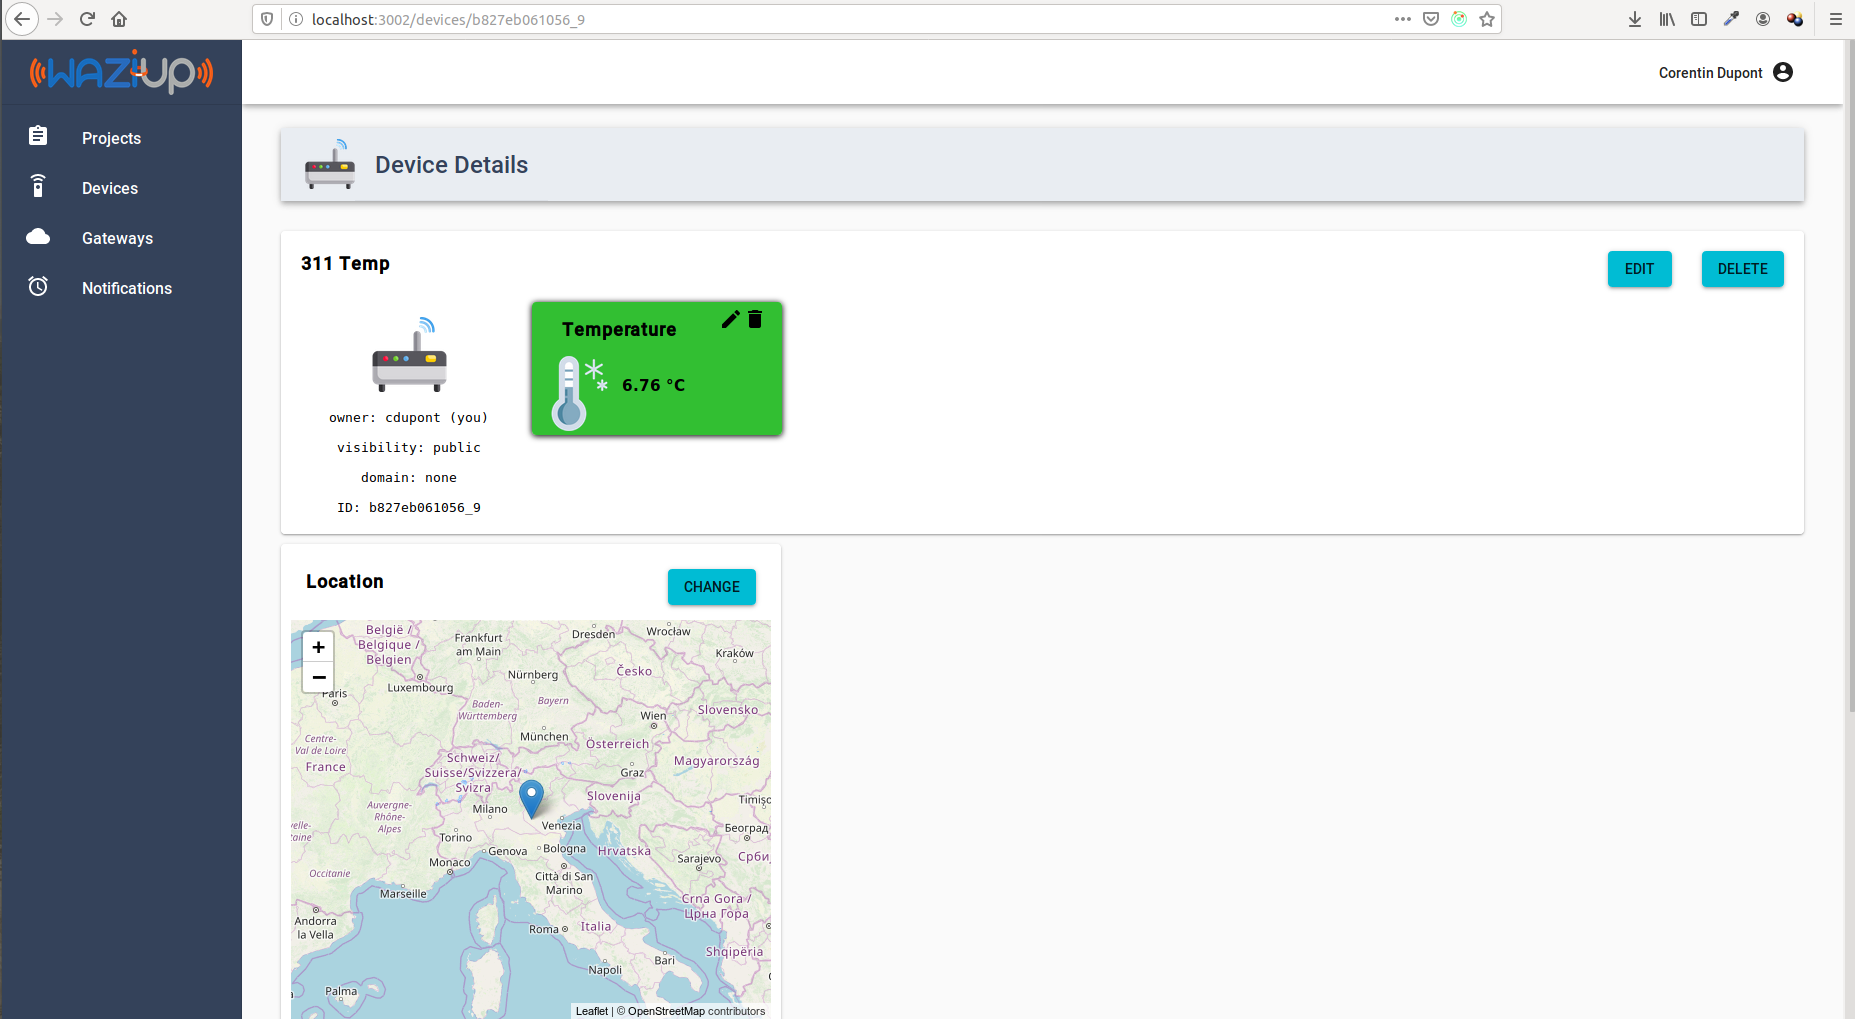 localhost:3002/devices/b827eb061056_9
WAZIUP
Corentin Dupont
Projects
Devices
Gateways
Notifications
Device Details
311 Temp
EDIT
DELETE
Temperature
6.76 °C
owner: cdupont (you)
visibility: public
domain: none
ID: b827eb061056_9
Location
CHANGE
+
−
België /
Belgique /
Belgien
Frankfurt
am Main
Dresden
Wrocław
Kraków
Česko
Nürnberg
Luxembourg
Paris
Baden-
Württemberg
Bayern
Slovensko
Wien
München
Österreich
Centre-
Val de Loire
France
Schweiz/
Suisse/Svizzera/
Svizra
Magyarország
Graz
Slovenija
Auvergne-
Rhône-
Alpes
Milano
Venezia
Београд
Torino
Genova
Bologna
Hrvatska
Monaco
Sarajevo
Occitanie
Città di San
Marino
Marseille
Crna Gora /
Црна Гора
Andorra
la Vella
Roma
Italia
Shqipëria
Napoli
Bari
Palma
Leaflet | © OpenStreetMap contributors